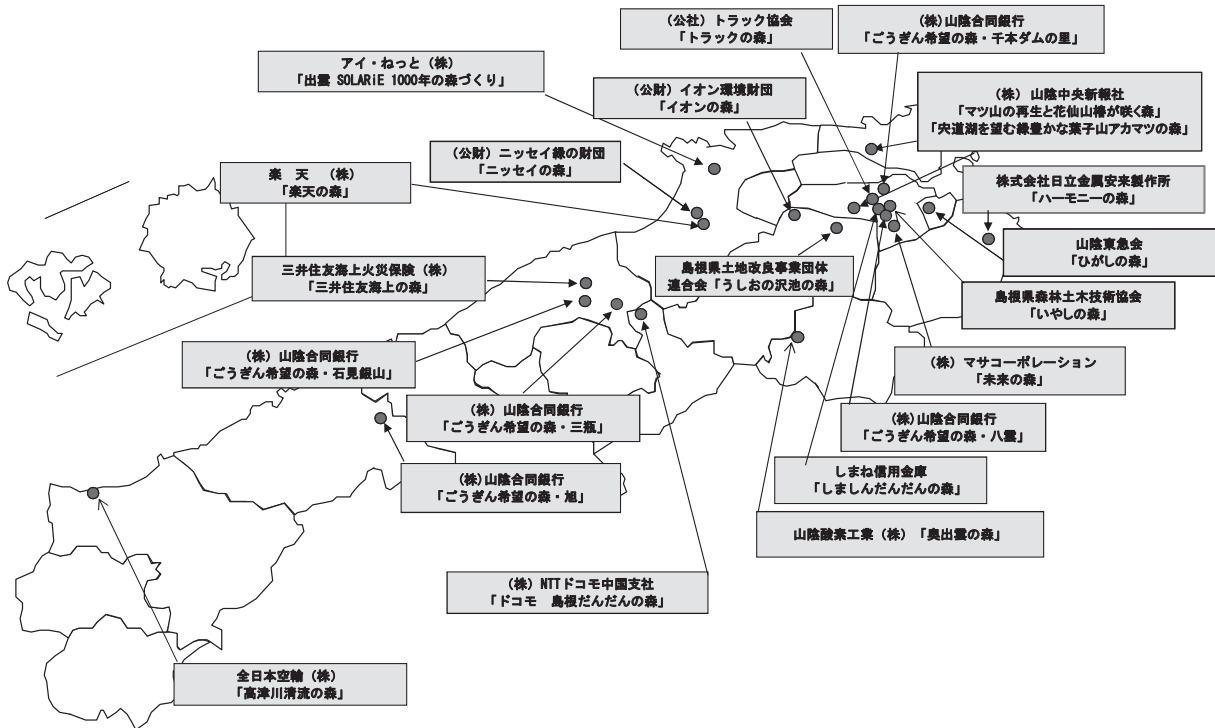 (公社) トラック協会
「トラックの森」
(株)山陰合同銀行
「ごうぎん希望の森・千本ダムの里」
アイ・ねっと (株)
「出雲 SOLARiE 1000年の森づくり」
(公財) イオン環境財団
「イオンの森」
(株) 山陰中央新報社
「マツ山の再生と花仙山椿が咲く森」
「宍道湖を望む緑豊かな葉子山アカマツの森」
(公財) ニッセイ緑の財団
「ニッセイの森」
楽 天 (株)
「楽天の森」
株式会社日立金属安来製作所
「ハーモニーの森」
山陰東急会
「ひがしの森」
三井住友海上火災保険 (株)
「三井住友海上の森」
島根県土地改良事業団体
連合会「うしおの沢池の森」
島根県森林土木技術協会
「いやしの森」
(株) 山陰合同銀行
「ごうぎん希望の森・石見銀山」
(株) マサコーポレーション
「未来の森」
(株) 山陰合同銀行
「ごうぎん希望の森・三瓶」
(株)山陰合同銀行
「ごうぎん希望の森・八雲」
(株)山陰合同銀行
「ごうぎん希望の森・旭」
しまね信用金庫
「しましんだんだんの森」
山陰酸素工業 (株) 「奥出雲の森」
(株) NTTドコモ中国支社
「ドコモ 島根だんだんの森」
全日本空輸 (株)
「高津川清流の森」